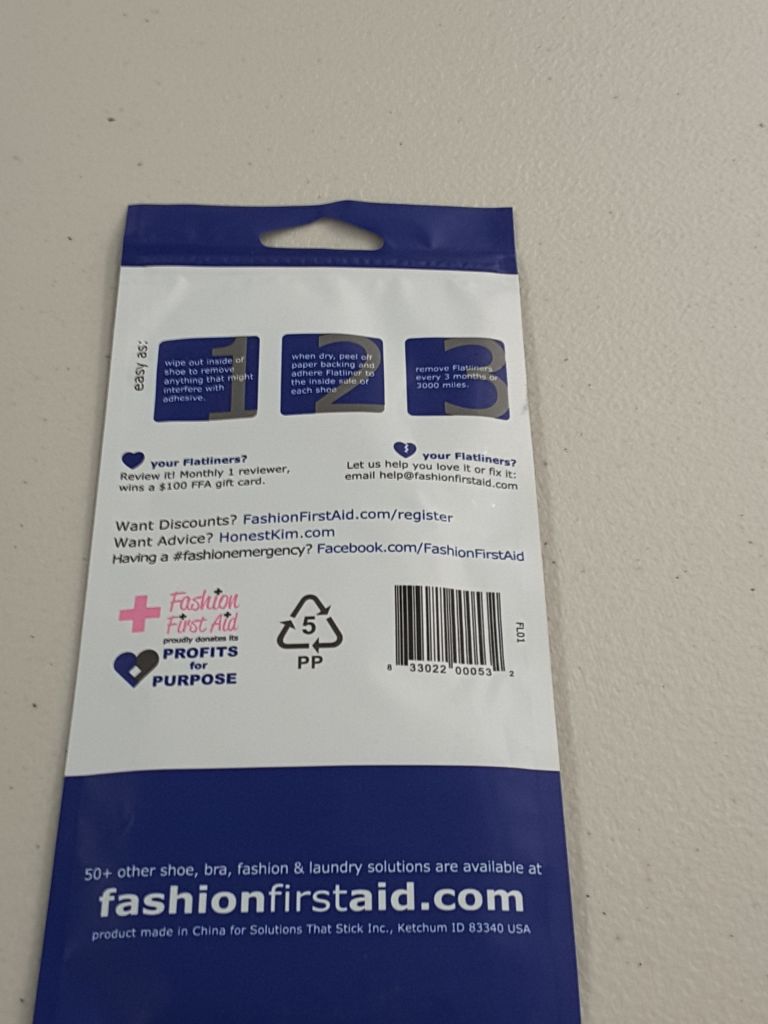 easy as:
1
wipe out inside of
shoe to remove
anything that might
interfere with
adhesive.
2
when dry, peel off
paper backing and
adhere Flatliner to
the inside sole of
each shoe
3
remove Flatliners
every 3 months or
3000 miles.
your Flatliners?
Review it! Monthly 1 reviewer,
wins a $100 FFA gift card.
your Flatliners?
Let us help you love it or fix it:
email help@fashionfirstaid.com
Want Discounts? FashionFirstAid.com/register
Want Advice? HonestKim.com
Having a #fashionemergency? Facebook.com/FashionFirstAid
Fashion
First Aid
proudly donates its
PROFITS
for
PURPOSE
5
PP
FL01
8 33022 00053 2
50+ other shoe, bra, fashion & laundry solutions are available at
fashionfirstaid.com
product made in China for Solutions That Stick Inc., Ketchum ID 83340 USA